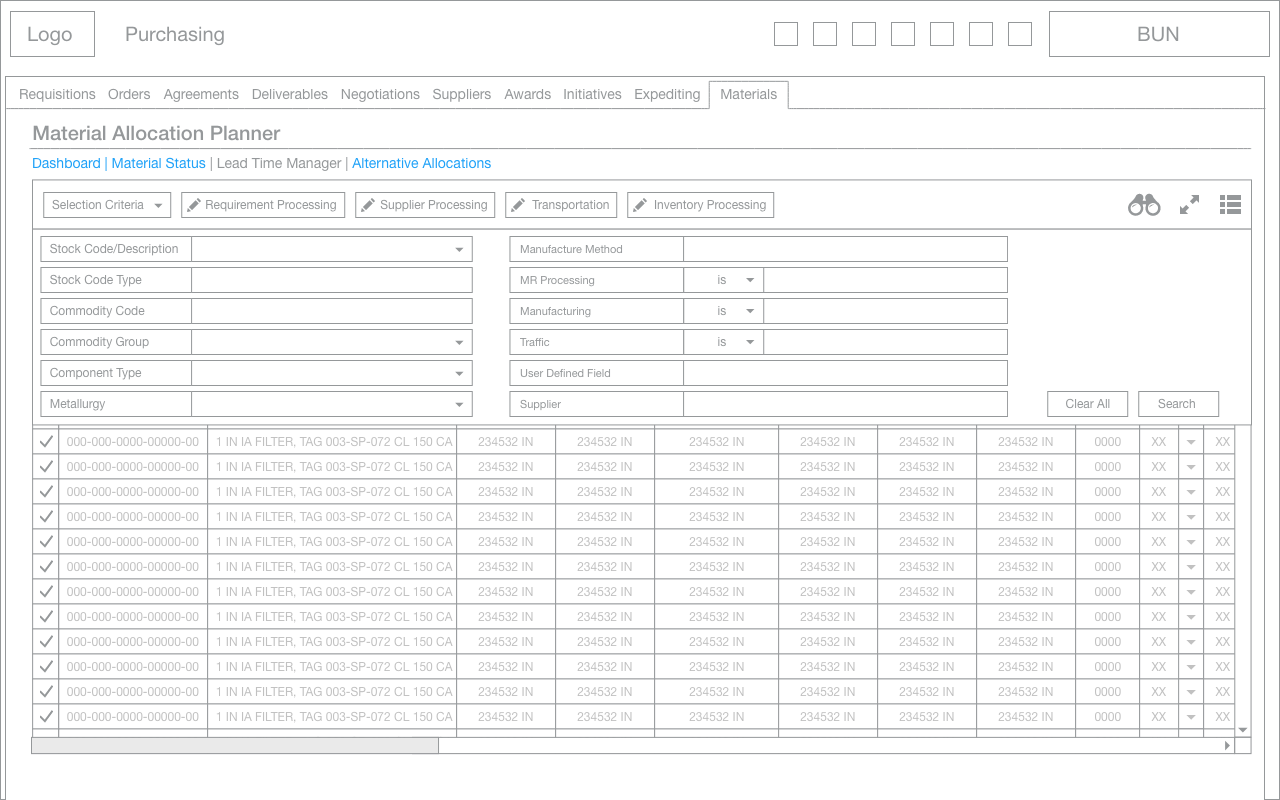 Logo Purchasing BUN
Requisitions Orders Agreements Deliverables Negotiations Suppliers Awards Initiatives Expediting Materials
Material Allocation Planner
Dashboard | Material Status | Lead Time Manager | Alternative Allocations
Selection Criteria Requirement Processing Supplier Processing Transportation Inventory Processing
Stock Code/Description Manufacture Method
Stock Code Type MR Processing is
Commodity Code Manufacturing is
Commodity Group Traffic is
Component Type User Defined Field
Metallurgy Supplier Clear All Search
000-000-0000-00000-00 1 IN IA FILTER, TAG 003-SP-072 CL 150 CA 234532 IN 234532 IN 234532 IN 234532 IN 234532 IN 234532 IN 0000 XX XX
000-000-0000-00000-00 1 IN IA FILTER, TAG 003-SP-072 CL 150 CA 234532 IN 234532 IN 234532 IN 234532 IN 234532 IN 234532 IN 0000 XX XX
000-000-0000-00000-00 1 IN IA FILTER, TAG 003-SP-072 CL 150 CA 234532 IN 234532 IN 234532 IN 234532 IN 234532 IN 234532 IN 0000 XX XX
000-000-0000-00000-00 1 IN IA FILTER, TAG 003-SP-072 CL 150 CA 234532 IN 234532 IN 234532 IN 234532 IN 234532 IN 234532 IN 0000 XX XX
000-000-0000-00000-00 1 IN IA FILTER, TAG 003-SP-072 CL 150 CA 234532 IN 234532 IN 234532 IN 234532 IN 234532 IN 234532 IN 0000 XX XX
000-000-0000-00000-00 1 IN IA FILTER, TAG 003-SP-072 CL 150 CA 234532 IN 234532 IN 234532 IN 234532 IN 234532 IN 234532 IN 0000 XX XX
000-000-0000-00000-00 1 IN IA FILTER, TAG 003-SP-072 CL 150 CA 234532 IN 234532 IN 234532 IN 234532 IN 234532 IN 234532 IN 0000 XX XX
000-000-0000-00000-00 1 IN IA FILTER, TAG 003-SP-072 CL 150 CA 234532 IN 234532 IN 234532 IN 234532 IN 234532 IN 234532 IN 0000 XX XX
000-000-0000-00000-00 1 IN IA FILTER, TAG 003-SP-072 CL 150 CA 234532 IN 234532 IN 234532 IN 234532 IN 234532 IN 234532 IN 0000 XX XX
000-000-0000-00000-00 1 IN IA FILTER, TAG 003-SP-072 CL 150 CA 234532 IN 234532 IN 234532 IN 234532 IN 234532 IN 234532 IN 0000 XX XX
000-000-0000-00000-00 1 IN IA FILTER, TAG 003-SP-072 CL 150 CA 234532 IN 234532 IN 234532 IN 234532 IN 234532 IN 234532 IN 0000 XX XX
000-000-0000-00000-00 1 IN IA FILTER, TAG 003-SP-072 CL 150 CA 234532 IN 234532 IN 234532 IN 234532 IN 234532 IN 234532 IN 0000 XX XX